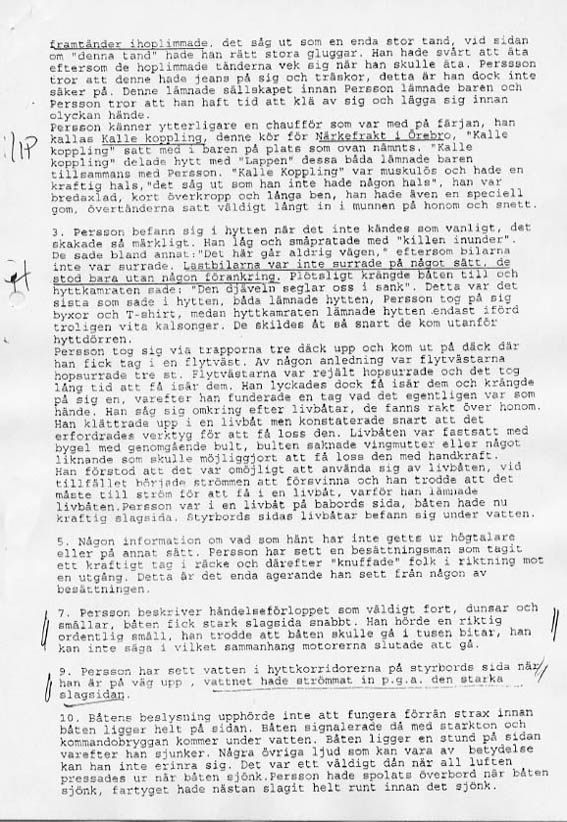 framtänder ihoplimmade, det såg ut som en enda stor tand, vid sidan
om "denna tand" hade han rätt stora gluggar. Han hade svårt att äta
eftersom de hoplimmade tänderna vek sig när han skulle äta. Perssson
tror att denne hade jeans på sig och träskor, detta är han dock inte
säker på. Denne lämnade sällskapet innan Persson lämnade baren och
Persson tror att han haft tid att klä av sig och lägga sig innan
olyckan hände.
Persson känner ytterligare en chaufför som var med på färjan, han
kallas Kalle koppling, denne kör för Närkefrakt i Örebro, "Kalle
koppling" satt med i baren på plats som ovan nämnts. "Kalle
koppling" delade hytt med "Lappen" dessa båda lämnade baren
tillsammans med Persson. "Kalle Koppling" var muskulös och hade en
kraftig hals,"det såg ut som han inte hade någon hals", han var
bredaxlad, kort överkropp och långa ben, han hade även en speciell
gom, övertänderna satt väldigt långt in i munnen på honom och snett.
3. Persson befann sig i hytten när det inte kändes som vanligt, det
skakade så märkligt. Han låg och småpratade med "killen inunder".
De sade bland annat:"Det här går aldrig vägen," eftersom bilarna
inte var surrade. Lastbilarna var inte surrade på något sätt, de
stod bara utan någon förankring. Plötsligt krängde båten till och
hyttkamraten sade: "Den djäveln seglar oss i sank". Detta var det
sista som sade i hytten, båda lämnade hytten, Persson tog på sig
byxor och T-shirt, medan hyttkamraten lämnade hytten endast iförd
troligen vita kalsonger. De skildes åt så snart de kom utanför
hyttdörren.
Persson tog sig via trapporna tre däck upp och kom ut på däck där
han fick tag i en flytväst. Av någon anledning var flytvästarna
hopsurrade tre st. Flytvästarna var rejält hopsurrade och det tog
lång tid att få isär dem. Han lyckades dock få isär dem och krängde
på sig en, varefter han funderade en tag vad det egentligen var som
hände. Han såg sig omkring efter livbåtar, de fanns rakt över honom.
Han klättrade upp i en livbåt men konstaterade snart att det
erfordrades verktyg för att få loss den. Livbåten var fastsatt med
bygel med genomgående bult, bulten saknade vingmutter eller något
liknande som skulle möjliggjort att få loss den med handkraft.
Han förstod att det var omöjligt att använda sig av livbåten, vid
tillfället började strömmen att försvinna och han trodde att det
måste till ström för att få i en livbåt, varför han lämnade
livbåten.Persson var i en livbåt på babords sida, båten hade nu
kraftig slagsida. Styrbords sidas livbåtar befann sig under vatten.
5. Någon information om vad som hänt har inte getts ur högtalare
eller på annat sätt. Persson har sett en besättningsman som tagit
ett kraftigt tag i räcke och därefter "knuffade" folk i riktning mot
en utgång. Detta är det enda agerande han sett från någon av
besättningen.
7. Persson beskriver händelseförloppet som väldigt fort, dunsar och
smällar, båten fick stark slagsida snabbt. Han hörde en riktig
ordentlig smäll, han trodde att båten skulle gå i tusen bitar, han
kan inte säga i vilket sammanhang motorerna slutade att gå.
9. Persson har sett vatten i hyttkorridorerna på styrbords sida när
han är på väg upp , vattnet hade strömmat in p.g.a. den starka
slagsidan.
10. Båtens beslysning upphörde inte att fungera förrän strax innan
båten ligger helt på sidan. Båten signalerade då med starkton och
kommandobryggan kommer under vatten. Båten ligger en stund på sidan
varefter han sjunker. Några övriga ljud som kan vara av betydelse
kan han inte erinra sig. Det var ett väldigt dån när all luften
pressades ur när båten sjönk.Persson hade spolats överbord när båten
sjönk, fartyget hade nästan slagit helt runt innan det sjönk.